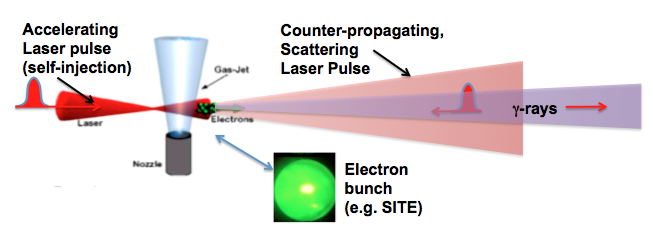 Accelerating
Laser pulse
(self-injection)
Counter-propagating,
Scattering
Laser Pulse
Gas-Jet
Laser
Electrons
γ-rays
Nozzle
Electron
bunch
(e.g. SITE)